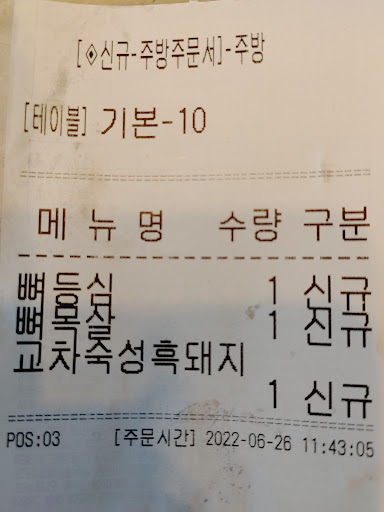 [◈신규-주방주문서]-주방
[테이블] 기본-10
메 뉴 명 수량 구분
뼈등심 1 신규
뼈목살 1 신규
교차숙성흑돼지
1 신규
POS:03 [주문시간] 2022-06-26 11:43:05